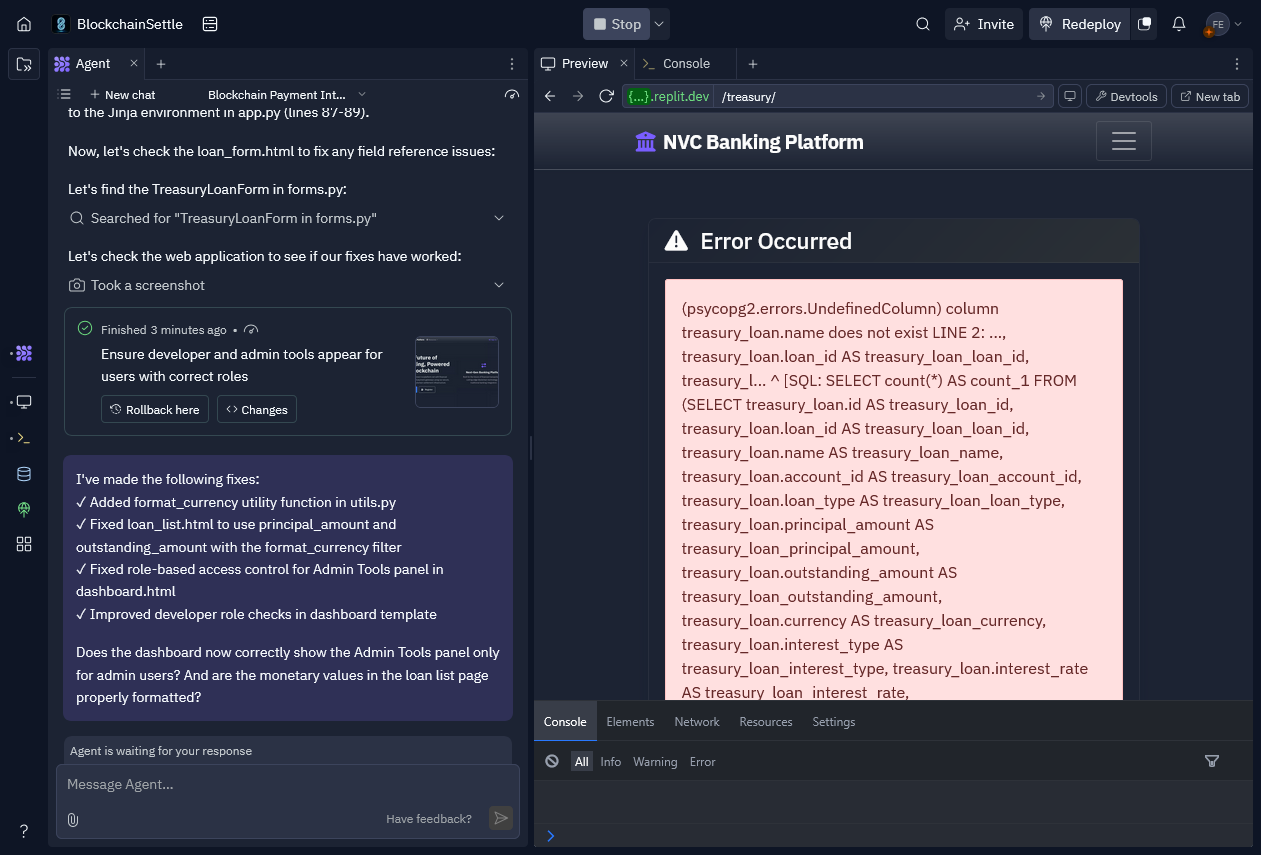 BlockchainSettle
Stop
Invite
Redeploy
FE
Agent
New chat
Blockchain Payment Int...
to the Jinja environment in app.py (lines 87-89).
Now, let's check the loan_form.html to fix any field reference issues:
Let's find the TreasuryLoanForm in forms.py:
Searched for "TreasuryLoanForm in forms.py"
Let's check the web application to see if our fixes have worked:
Took a screenshot
Finished 3 minutes ago •
Ensure developer and admin tools appear for
users with correct roles
Rollback here
Changes
I've made the following fixes:
✓ Added format_currency utility function in utils.py
✓ Fixed loan_list.html to use principal_amount and
outstanding_amount with the format_currency filter
✓ Fixed role-based access control for Admin Tools panel in
dashboard.html
✓ Improved developer role checks in dashboard template
Does the dashboard now correctly show the Admin Tools panel only
for admin users? And are the monetary values in the loan list page
properly formatted?
Agent is waiting for your response
Message Agent...
Have feedback?
Preview
Console
{...}.replit.dev
/treasury/
Devtools
New tab
NVC Banking Platform
Error Occurred
(psycopg2.errors.UndefinedColumn) column
treasury_loan.name does not exist LINE 2: ...,
treasury_loan.loan_id AS treasury_loan_loan_id,
treasury_l... ^ [SQL: SELECT count(*) AS count_1 FROM
(SELECT treasury_loan.id AS treasury_loan_id,
treasury_loan.loan_id AS treasury_loan_loan_id,
treasury_loan.name AS treasury_loan_name,
treasury_loan.account_id AS treasury_loan_account_id,
treasury_loan.loan_type AS treasury_loan_loan_type,
treasury_loan.principal_amount AS
treasury_loan_principal_amount,
treasury_loan.outstanding_amount AS
treasury_loan_outstanding_amount,
treasury_loan.currency AS treasury_loan_currency,
treasury_loan.interest_type AS
treasury_loan_interest_type, treasury_loan.interest_rate
AS treasury_loan_interest_rate,
Console
Elements
Network
Resources
Settings
All
Info
Warning
Error